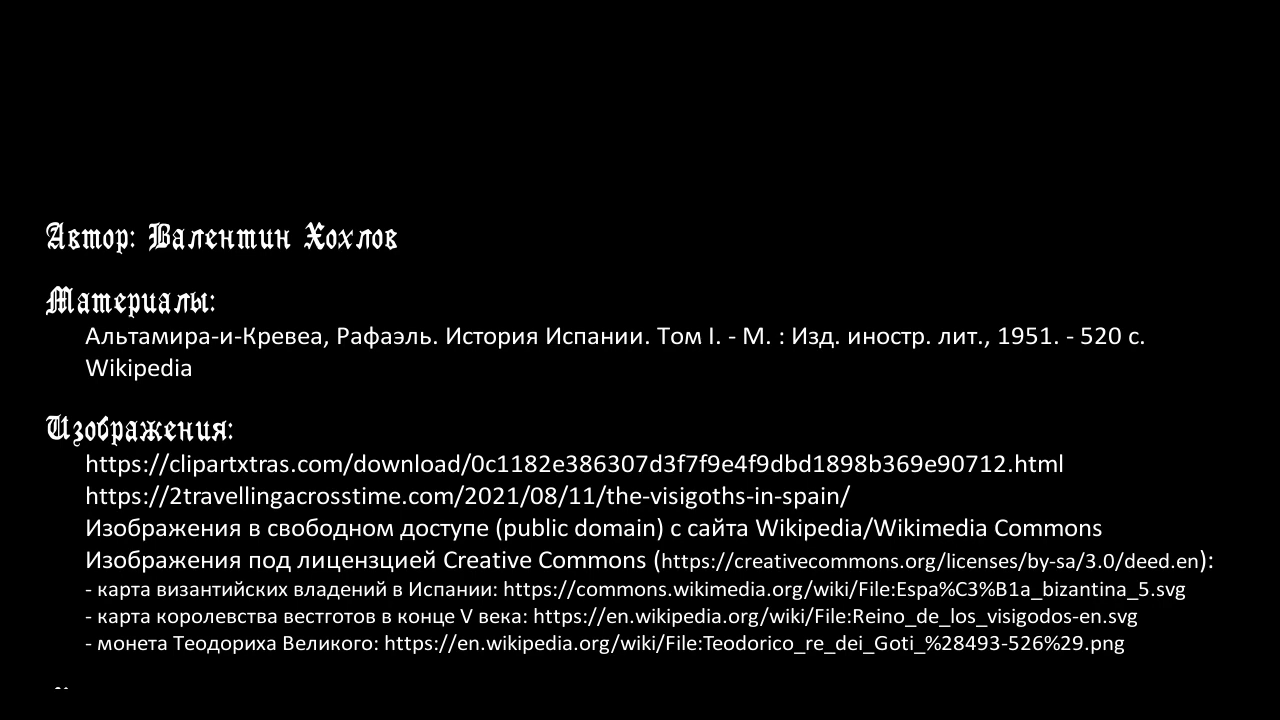 Автор: Валентин Хохлов
Материалы:
Альтамира-и-Кревеа, Рафаэль. История Испании. Том I. - М. : Изд. иностр. лит., 1951. - 520 с.
Wikipedia
Изображения:
https://clipartxtras.com/download/0c1182e386307d3f7f9e4f9dbd1898b369e90712.html
https://2travellingacrosstime.com/2021/08/11/the-visigoths-in-spain/
Изображения в свободном доступе (public domain) с сайта Wikipedia/Wikimedia Commons
Изображения под лицензцией Creative Commons (https://creativecommons.org/licenses/by-sa/3.0/deed.en):
- карта византийских владений в Испании: https://commons.wikimedia.org/wiki/File:Espa%C3%B1a_bizantina_5.svg
- карта королевства вестготов в конце V века: https://en.wikipedia.org/wiki/File:Reino_de_los_visigodos-en.svg
- монета Теодориха Великого: https://en.wikipedia.org/wiki/File:Teodorico_re_dei_Goti_%28493-526%29.png